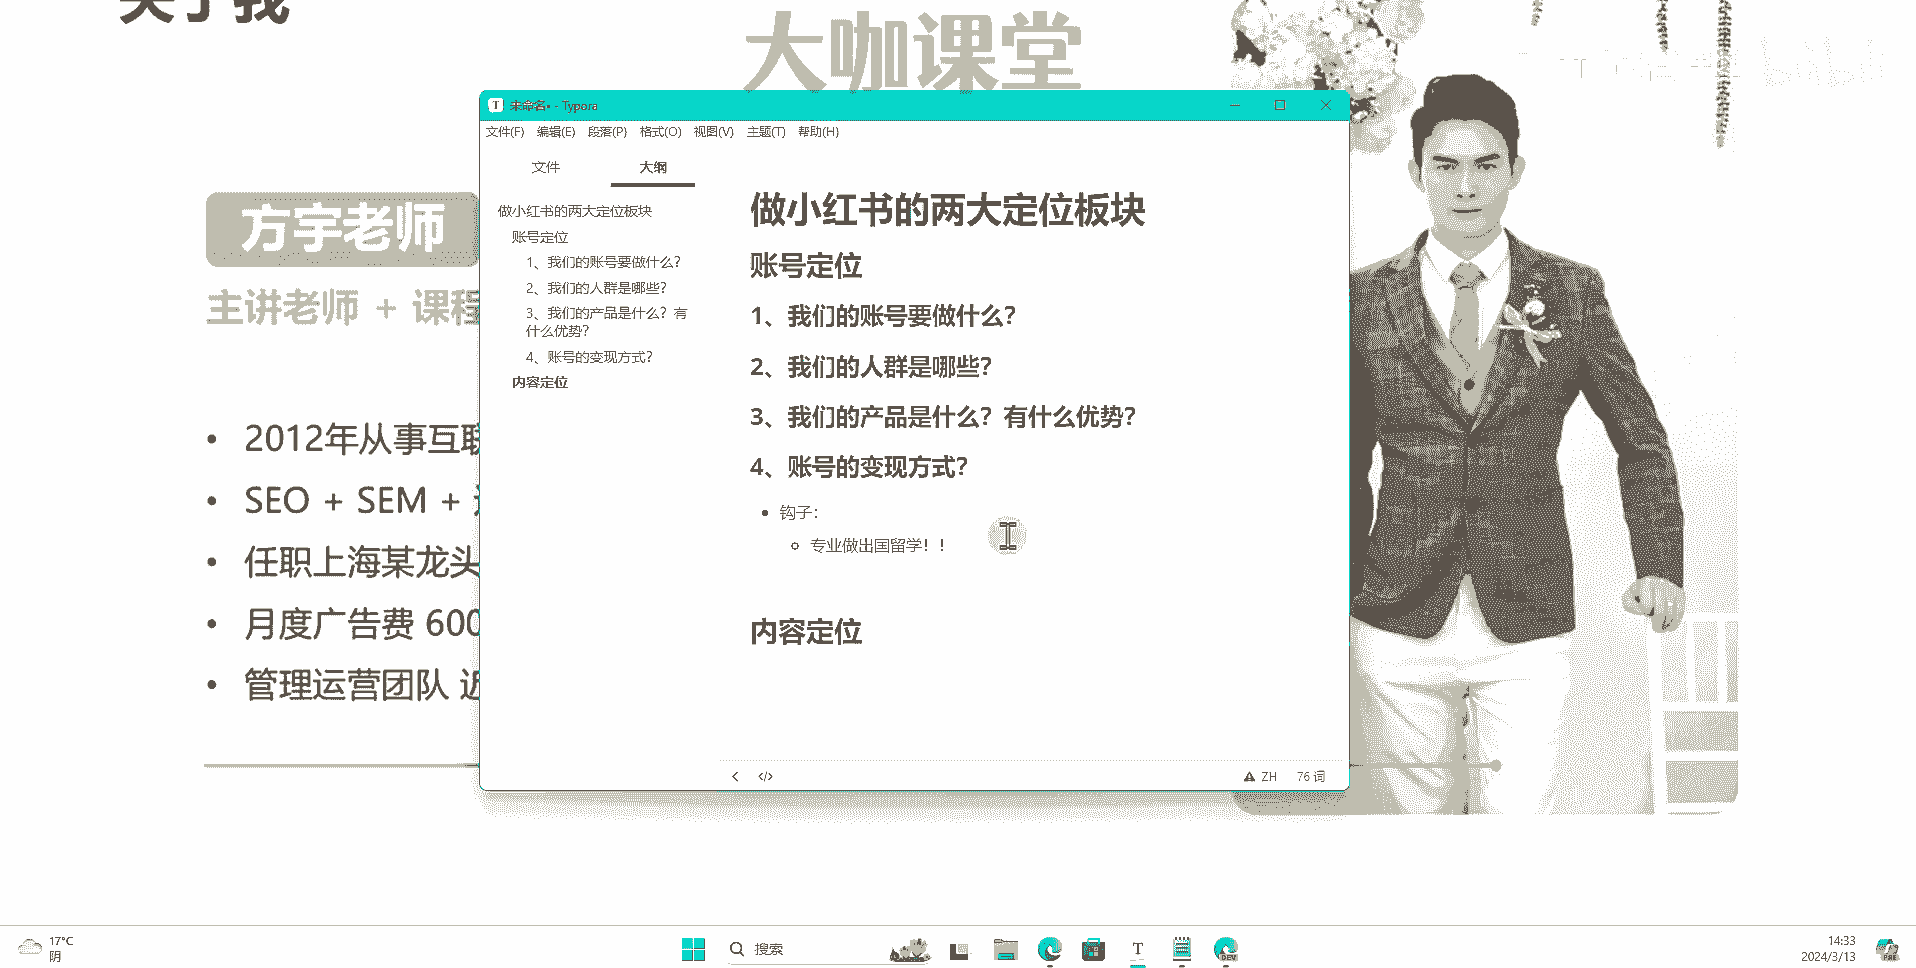 关于我
大咖课堂
bilibili
方宇老师
主讲老师 + 课程
2012年从事互联
SEO + SEM +
任职上海某龙头
月度广告费 600
管理运营团队 近
未命名• - Typora
文件(F) 编辑(E) 段落(P) 格式(O) 视图(V) 主题(T) 帮助(H)
文件 大纲
做小红书的两大定位板块
账号定位
1、我们的账号要做什么？
2、我们的人群是哪些？
3、我们的产品是什么？有
什么优势？
4、账号的变现方式？
内容定位
做小红书的两大定位板块
账号定位
1、我们的账号要做什么？
2、我们的人群是哪些？
3、我们的产品是什么？有什么优势？
4、账号的变现方式？
钩子：
专业做出国留学！！
内容定位
ZH 76 词
17°C
阴
搜索
T
DEV
14:33
2024/3/13
PRE